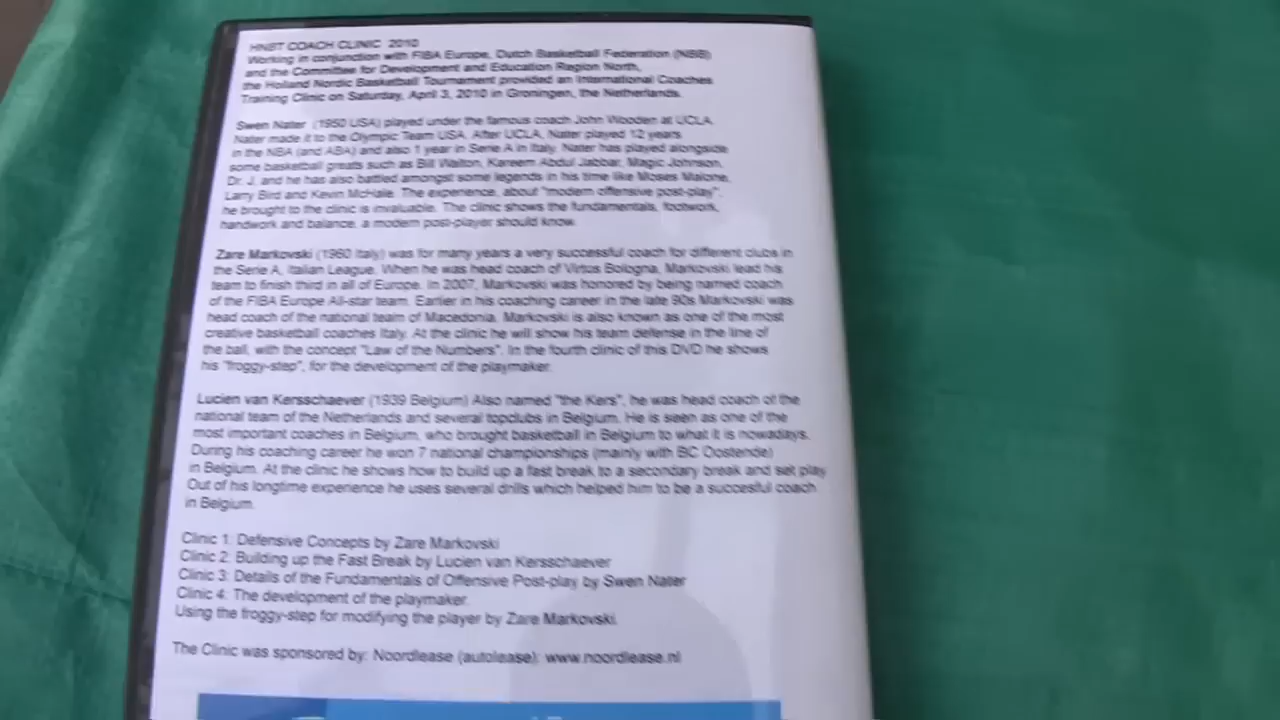 HNBT COACH CLINIC 2010
Working in conjunction with FIBA Europe, Dutch Basketball Federation (NBB)
and the Committee for Development and Education Region North,
the Holland Nordic Basketball Tournament provided an International Coaches
Training Clinic on Saturday, April 3, 2010 in Groningen, the Netherlands.
Swen Nater (1950 USA) played under the famous coach John Wooden at UCLA.
Nater made it to the Olympic Team USA. After UCLA, Nater played 12 years
in the NBA (and ABA) and also 1 year in Serie A in Italy. Nater has played alongside
some basketball greats such as Bill Walton, Kareem Abdul Jabbar, Magic Johnson,
Dr. J, and he has also battled amongst some legends in his time like Moses Malone,
Larry Bird and Kevin McHale. The experience, about "modern offensive post-play",
he brought to the clinic is invaluable. The clinic shows the fundamentals, footwork,
handwork and balance, a modern post-player should know.
Zare Markovski (1960 Italy) was for many years a very successful coach for different clubs in
the Serie A, Italian League. When he was head coach of Virtus Bologna, Markovski lead his
team to finish third in all of Europe. In 2007, Markovski was honored by being named coach
of the FIBA Europe All-star team. Earlier in his coaching career in the late 90s Markovski was
head coach of the national team of Macedonia. Markovski is also known as one of the most
creative basketball coaches Italy. At the clinic he will show his team defense in the line of
the ball, with the concept "Law of the Numbers". In the fourth clinic of this DVD he shows
his "froggy-step", for the development of the playmaker.
Lucien van Kersschaever (1939 Belgium) Also named "the Kers", he was head coach of the
national team of the Netherlands and several topclubs in Belgium. He is seen as one of the
most important coaches in Belgium, who brought basketball in Belgium to what it is nowadays.
During his coaching career he won 7 national championships (mainly with BC Oostende)
in Belgium. At the clinic he shows how to build up a fast break to a secondary break and set play
Out of his longtime experience he uses several drills which helped him to be a succesful coach
in Belgium.
Clinic 1: Defensive Concepts by Zare Markovski
Clinic 2: Building up the Fast Break by Lucien van Kersschaever
Clinic 3: Details of the Fundamentals of Offensive Post-play by Swen Nater
Clinic 4: The development of the playmaker.
Using the froggy-step for modifying the player by Zare Markovski.
The Clinic was sponsored by: Noordlease (autolease): www.noordlease.nl